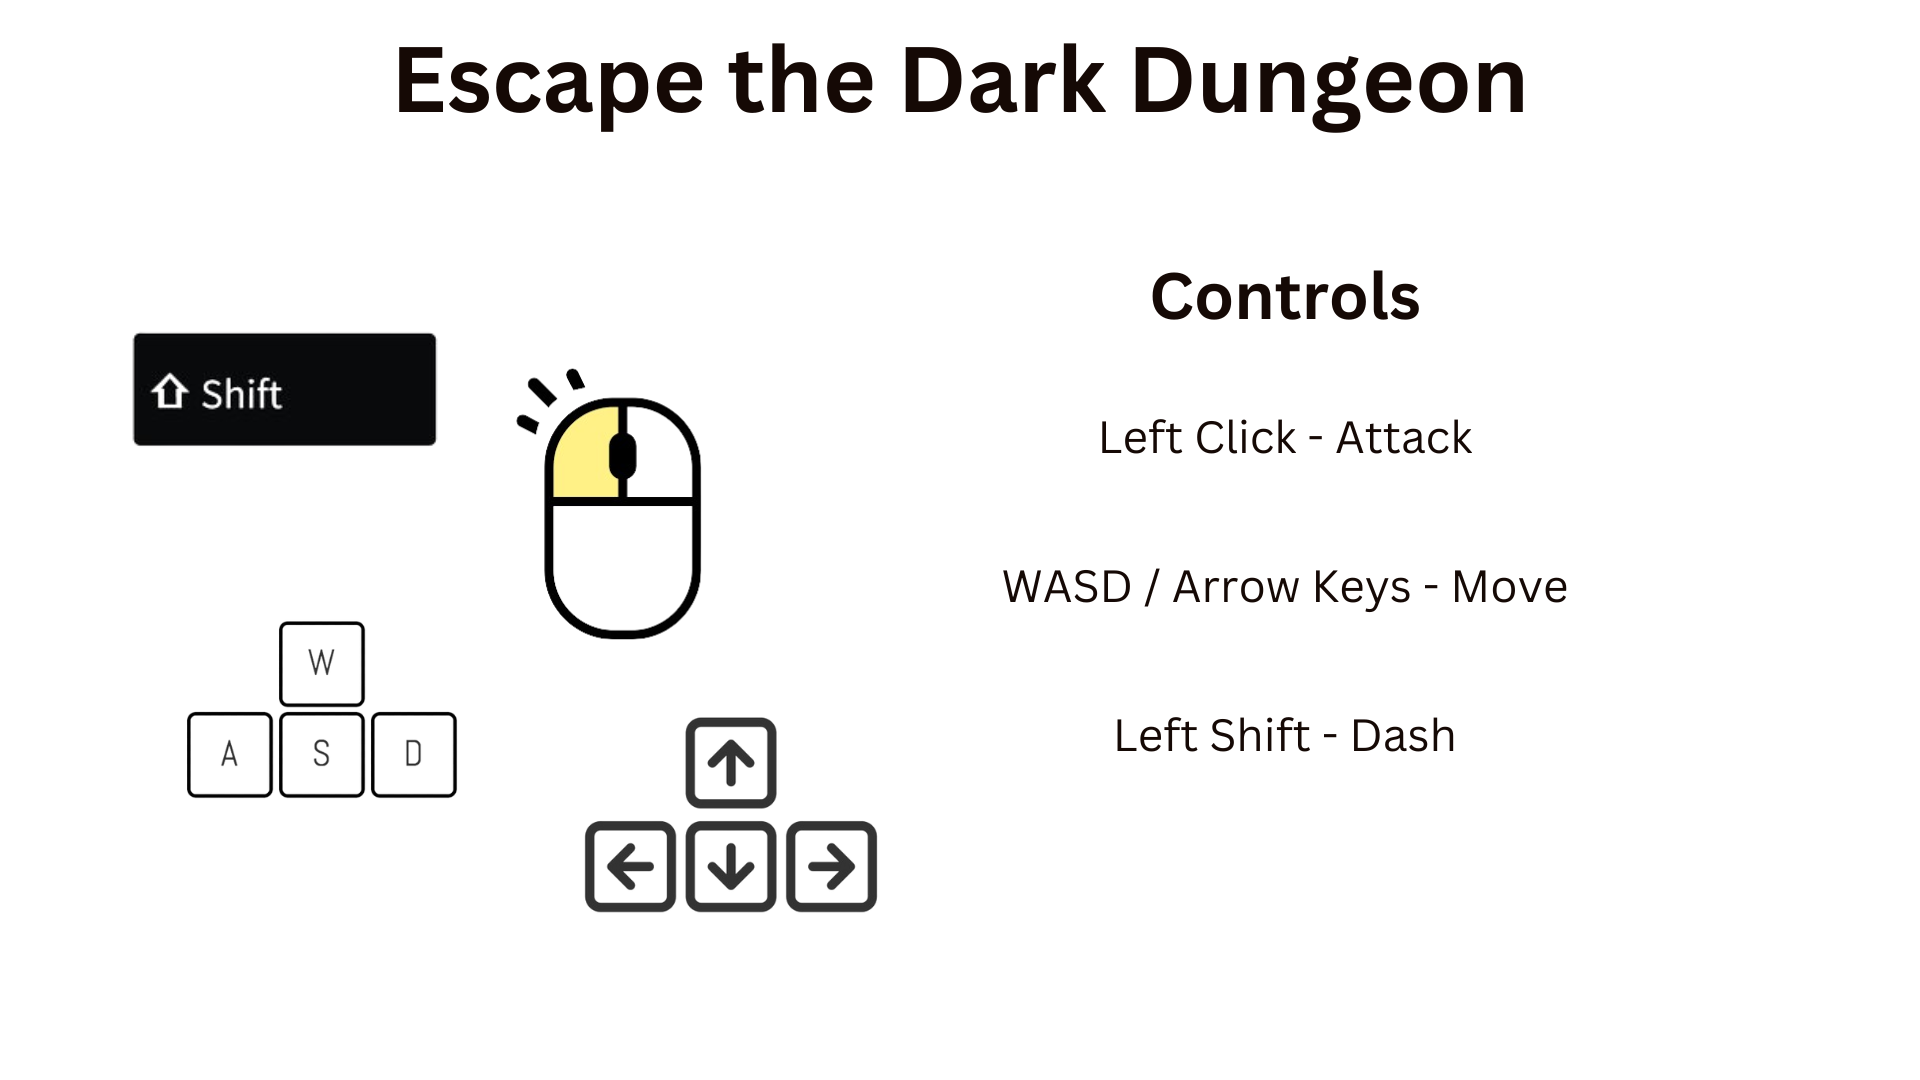 Escape the Dark Dungeon
Controls
Shift
Left Click - Attack
WASD / Arrow Keys - Move
W
A S D
Left Shift - Dash